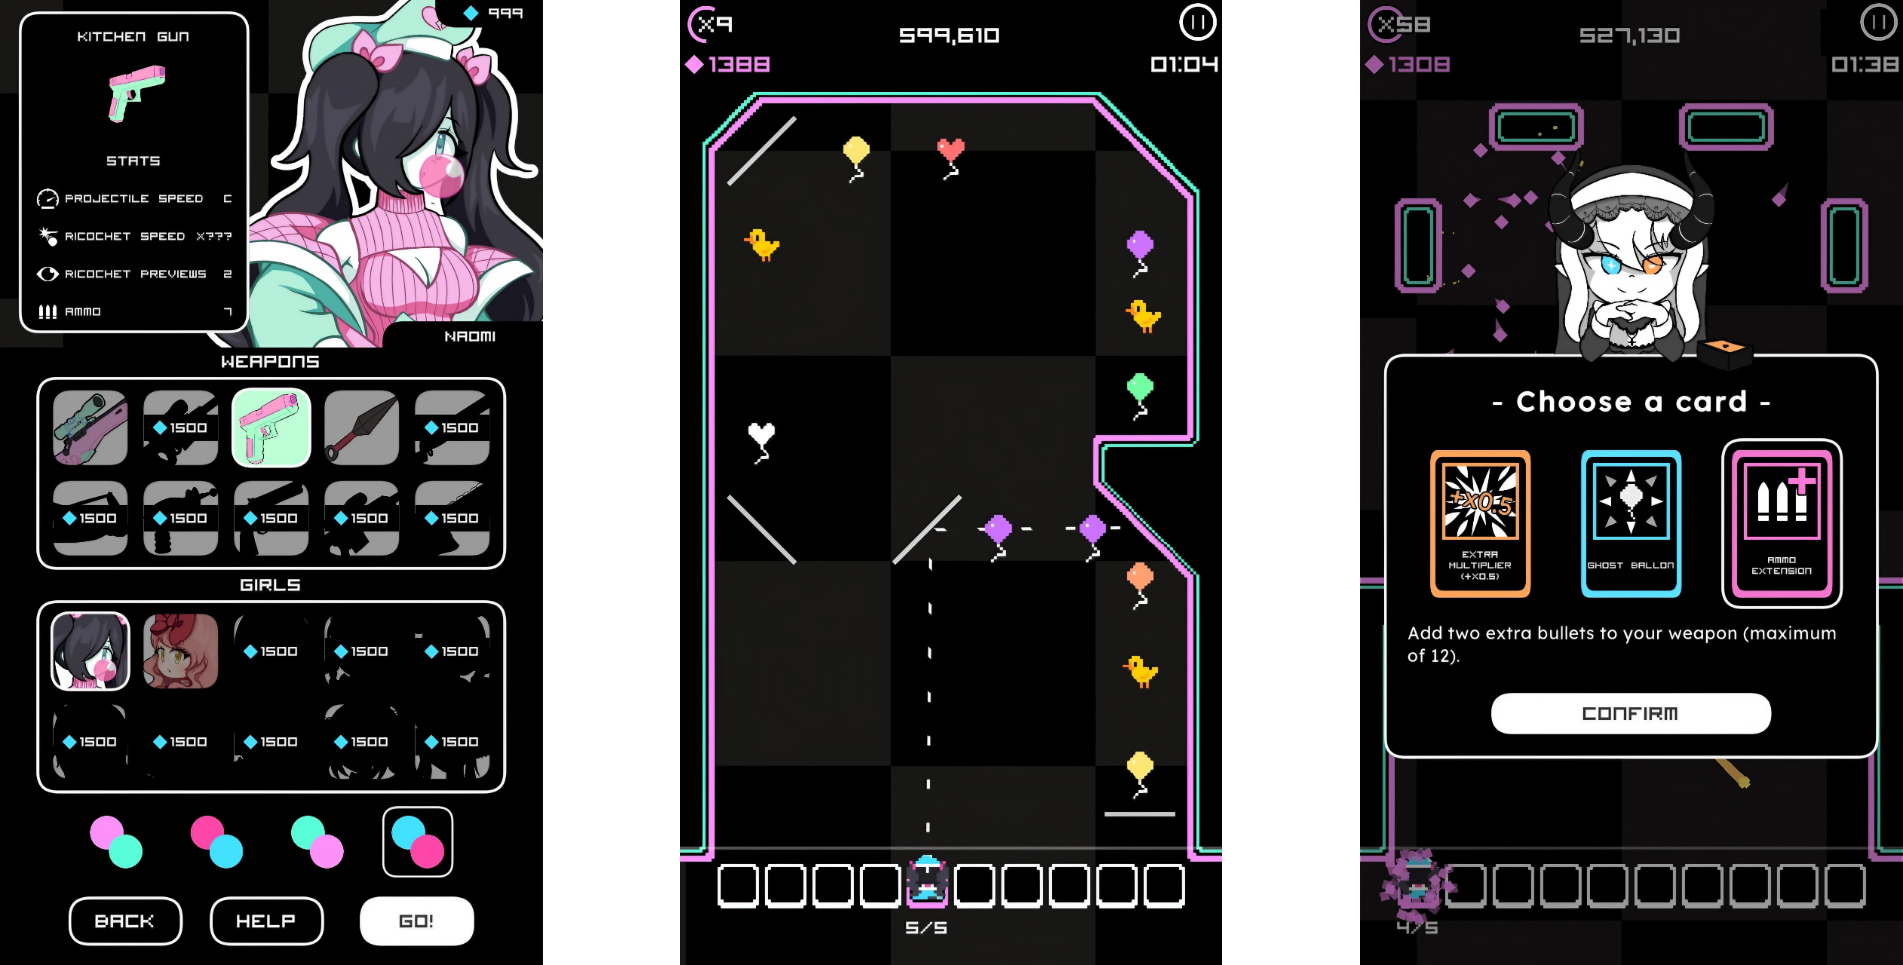 KITCHEN GUN
999
STATS
PROJECTILE SPEED C
RICOCHET SPEED X???
RICOCHET PREVIEWS 2
AMMO 7
NAOMI
WEAPONS
1500
1500
1500
1500
1500
1500
1500
GIRLS
1500
1500
1500
1500
1500
1500
1500
1500
BACK
HELP
GO!
X9
599,610
1388
01:04
5/5
X58
527,130
1308
01:38
- Choose a card -
+X0.5
EXTRA
MULTIPLIER
(+X0.5)
GHOST BALLON
AMMO
EXTENSION
Add two extra bullets to your weapon (maximum
of 12).
CONFIRM
4/5